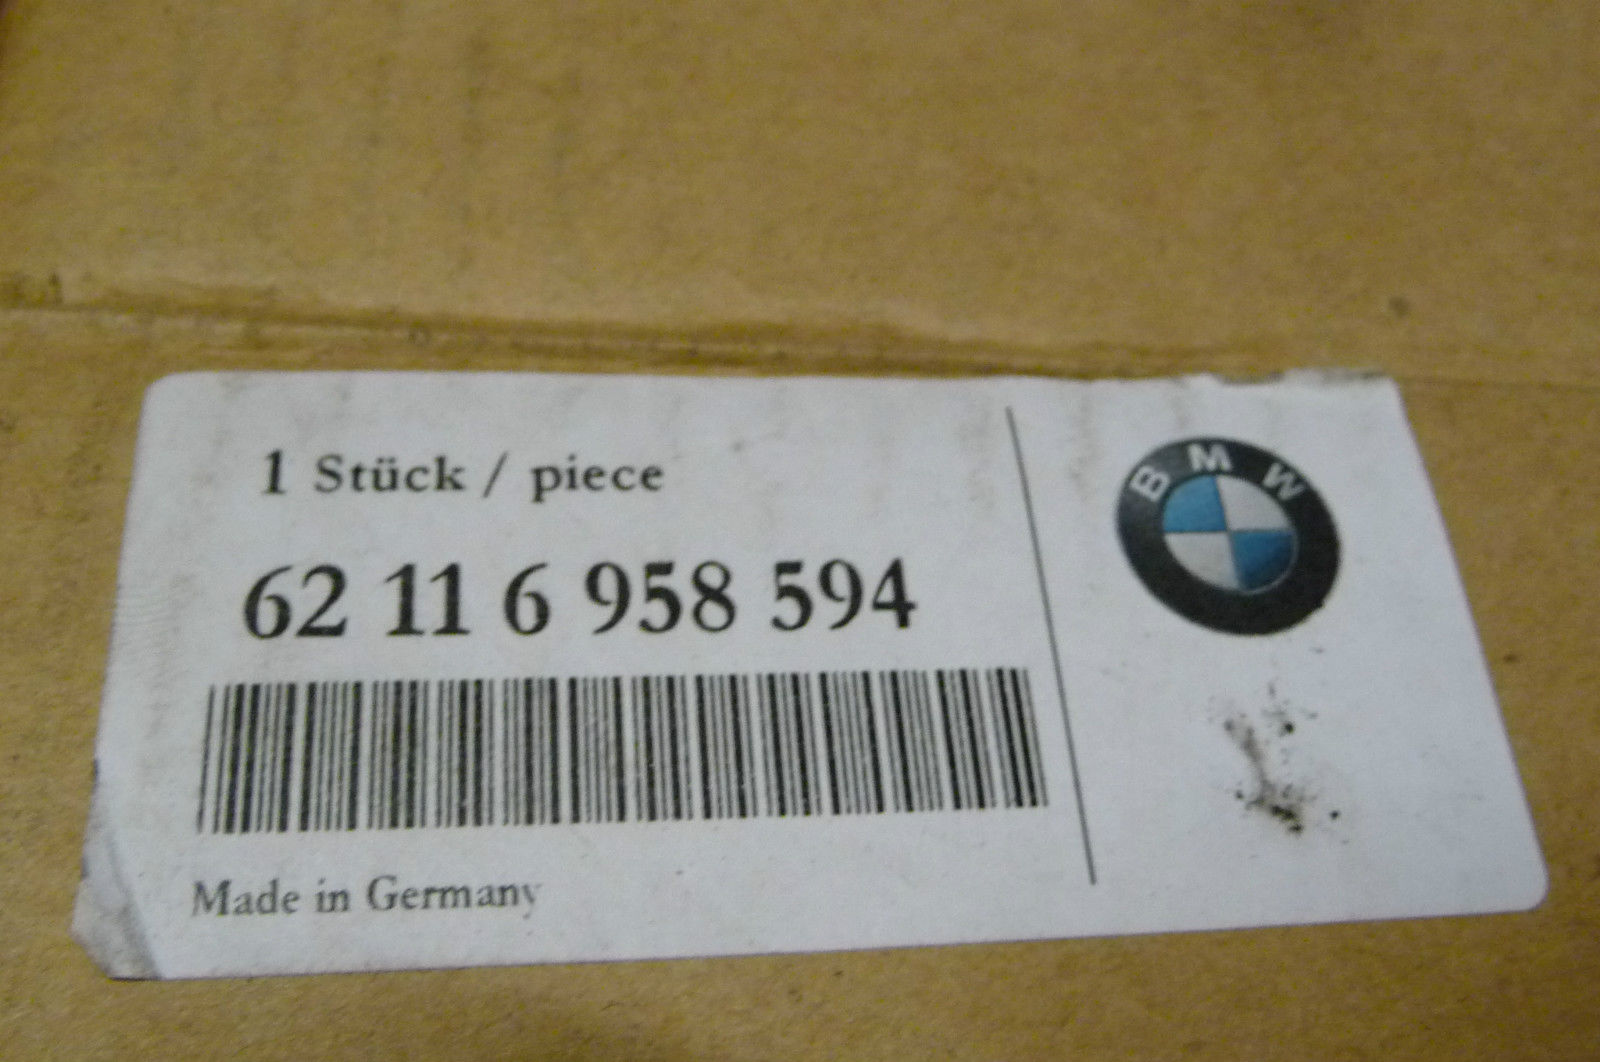 1 Stück / piece
62 11 6 958 594
Made in Germany
BMW